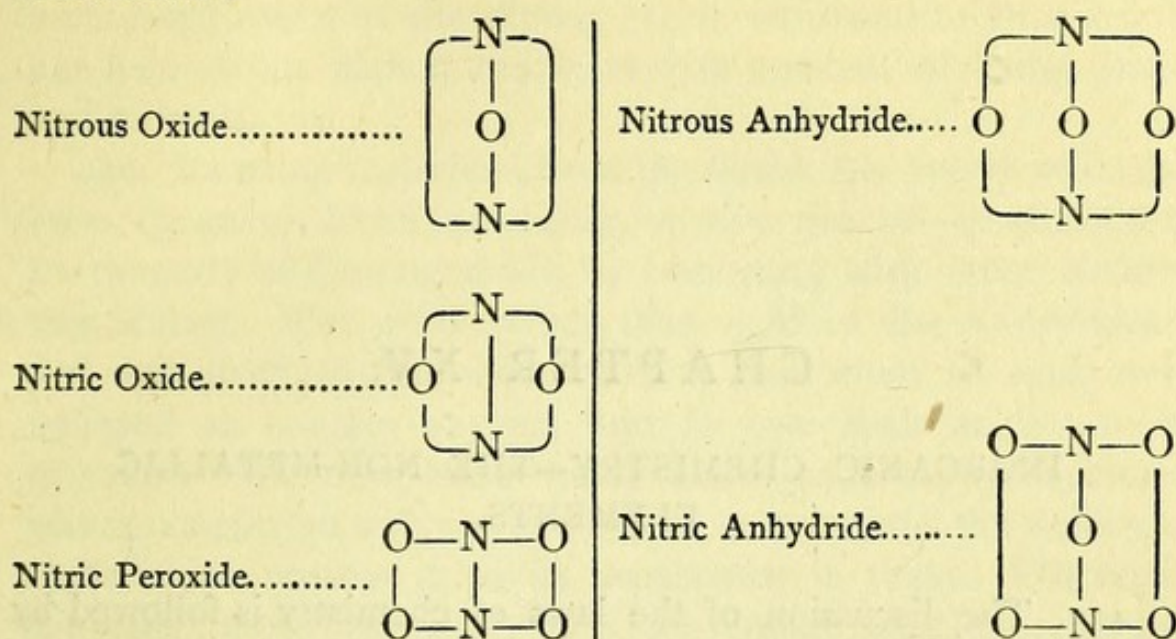 N
Nitrous Oxide............... O
N
N
Nitric Oxide................. O O
N
O—N—O
Nitric Peroxide...........
O—N—O
N
Nitrous Anhydride..... O O O
N
O—N—O
Nitric Anhydride........ O
O—N—O